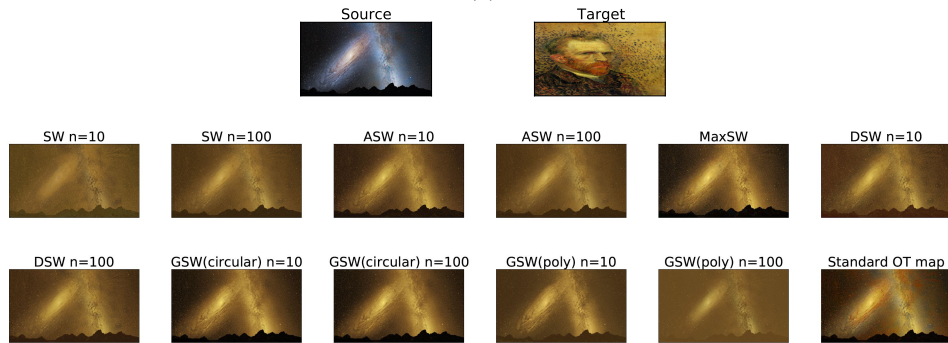 Source
Target
SW n=10
SW n=100
ASW n=10
ASW n=100
MaxSW
DSW n=10
DSW n=100
GSW(circular) n=10
GSW(circular) n=100
GSW(poly) n=10
GSW(poly) n=100
Standard OT map